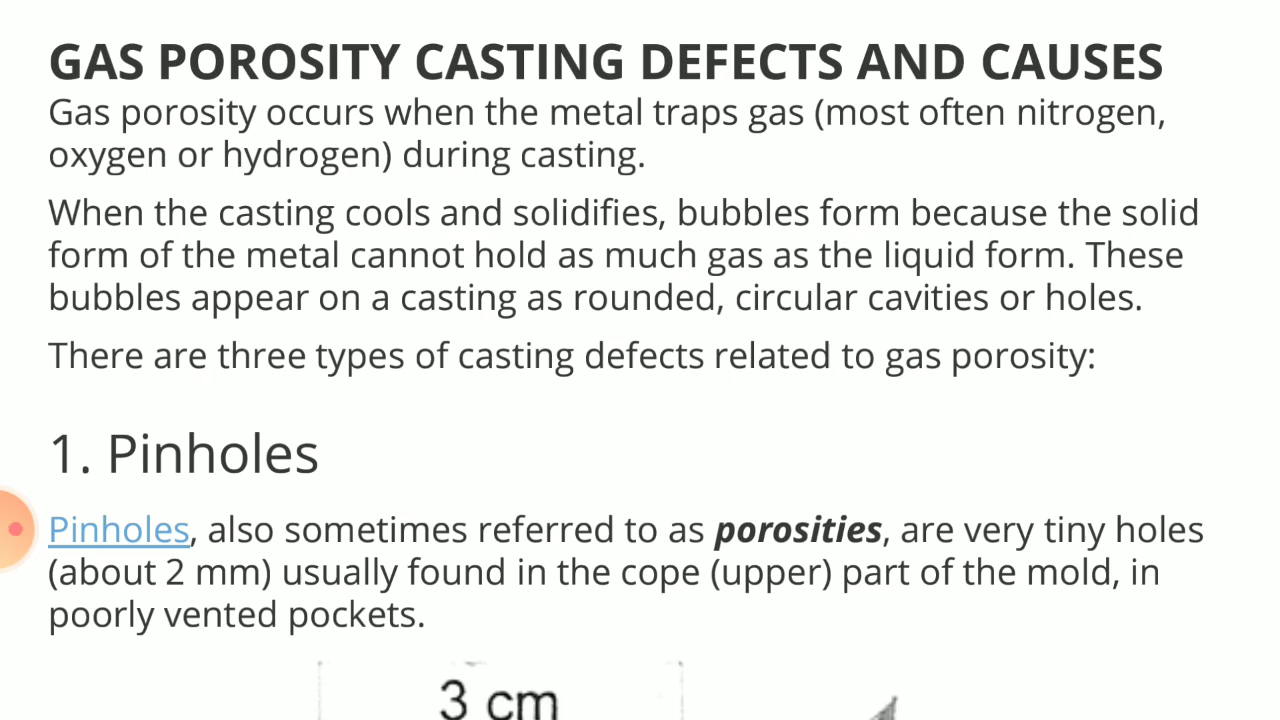 GAS POROSITY CASTING DEFECTS AND CAUSES
Gas porosity occurs when the metal traps gas (most often nitrogen,
oxygen or hydrogen) during casting.
When the casting cools and solidifies, bubbles form because the solid
form of the metal cannot hold as much gas as the liquid form. These
bubbles appear on a casting as rounded, circular cavities or holes.
There are three types of casting defects related to gas porosity:
1. Pinholes
Pinholes, also sometimes referred to as porosities, are very tiny holes
(about 2 mm) usually found in the cope (upper) part of the mold, in
poorly vented pockets.
3 cm